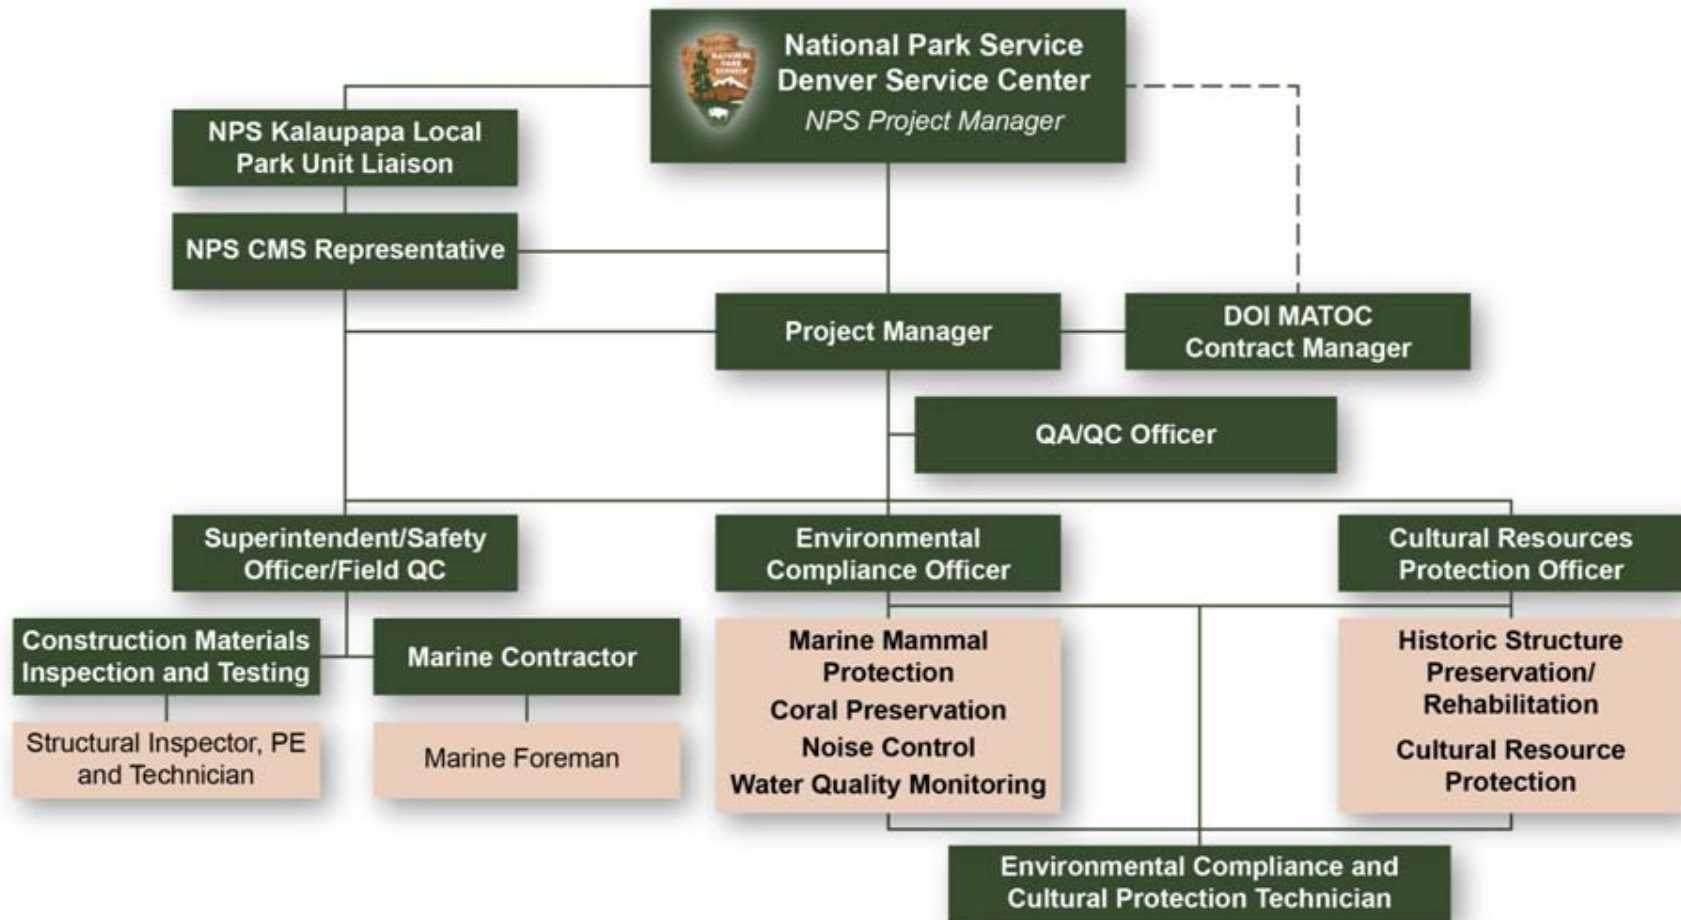 National Park Service
Denver Service Center
NPS Project Manager
NATIONAL
PARK
SERVICE
NPS Kalaupapa Local
Park Unit Liaison
NPS CMS Representative
Project Manager
DOI MATOC
Contract Manager
QA/QC Officer
Superintendent/Safety
Officer/Field QC
Environmental
Compliance Officer
Cultural Resources
Protection Officer
Construction Materials
Inspection and Testing
Marine Contractor
Structural Inspector, PE
and Technician
Marine Foreman
Marine Mammal
Protection
Coral Preservation
Noise Control
Water Quality Monitoring
Historic Structure
Preservation/
Rehabilitation
Cultural Resource
Protection
Environmental Compliance and
Cultural Protection Technician